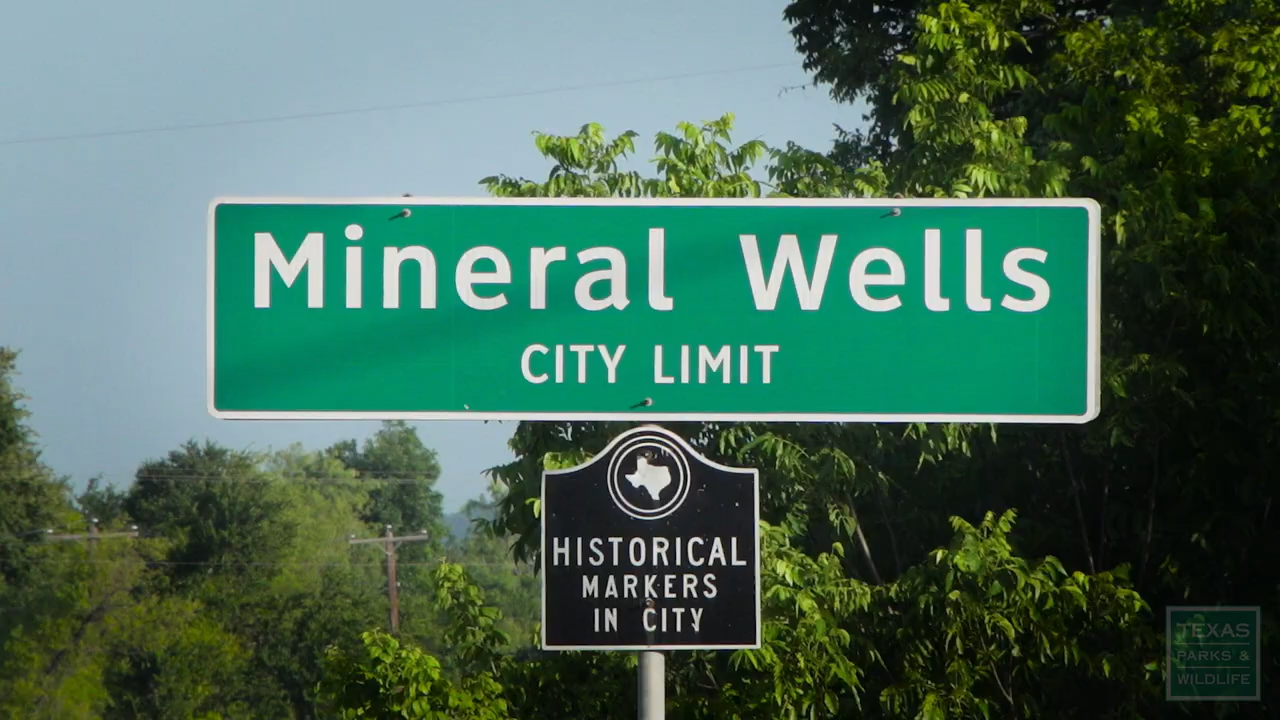 Mineral Wells
CITY LIMIT
HISTORICAL
MARKERS
IN CITY
TEXAS
PARKS &
WILDLIFE